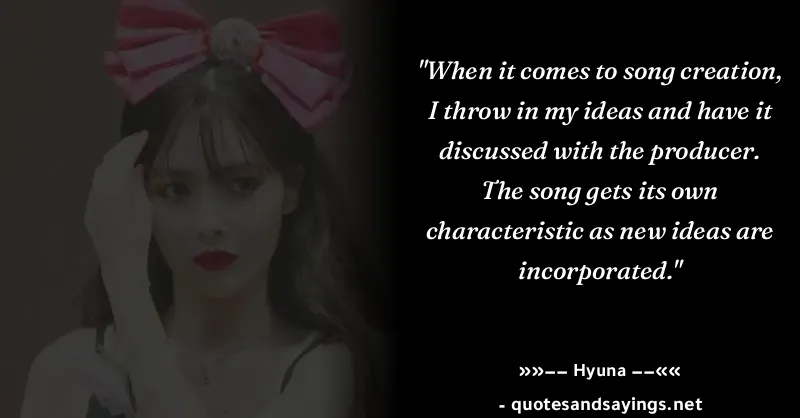 "When it comes to song creation,
I throw in my ideas and have it
discussed with the producer.
The song gets its own
characteristic as new ideas are
incorporated."
»»−− Hyuna −−««
- quotesandsayings.net